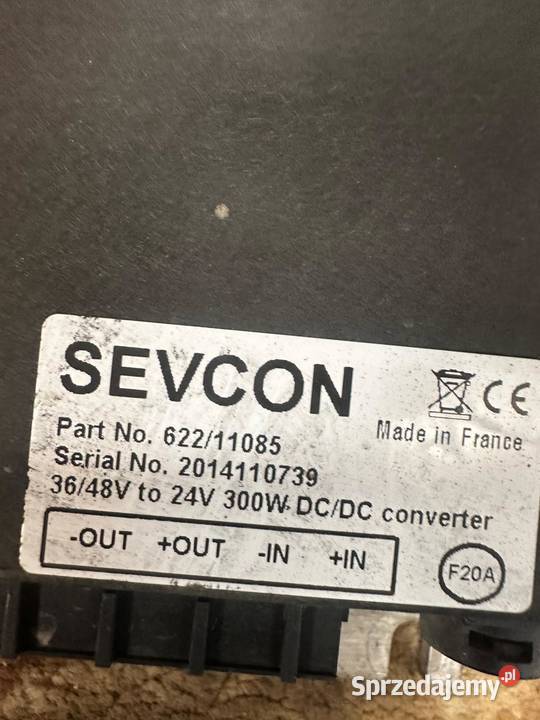 SEVCON
Part No. 622/11085
Made in France
Serial No. 2014110739
36/48V to 24V 300W DC/DC converter
-OUT +OUT -IN +IN
F20A
CE
Sprzedajemy.pl